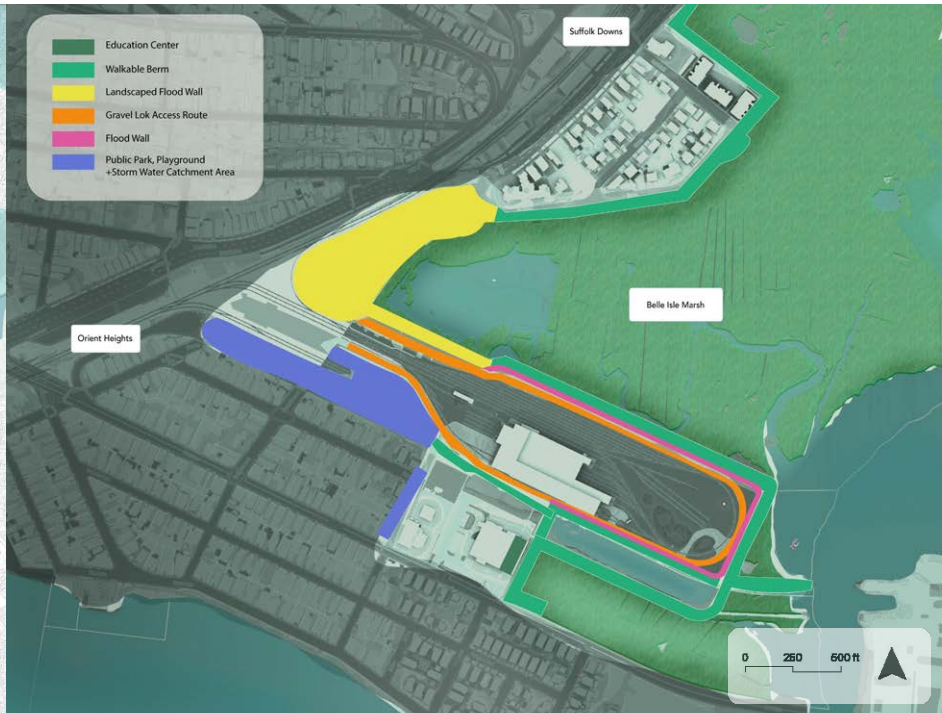 Suffolk Downs
Education Center
Walkable Berm
Landscaped Flood Wall
Gravel Lok Access Route
Flood Wall
Public Park, Playground
+Storm Water Catchment Area
Belle Isle Marsh
Orient Heights
0 250 500 ft